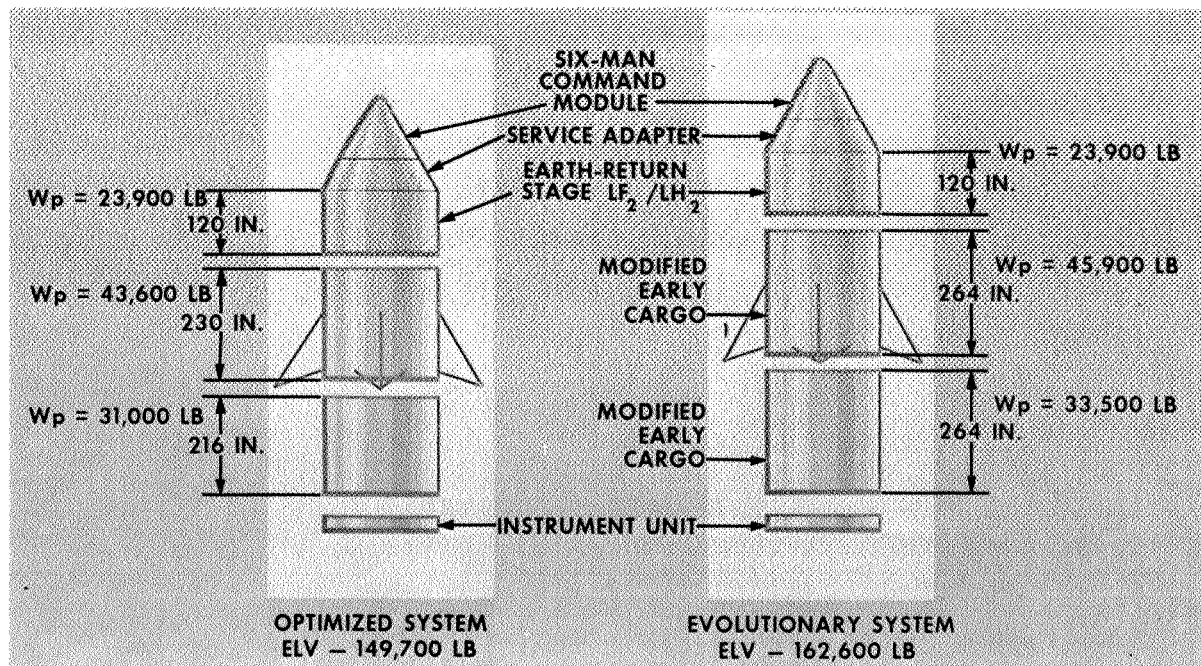 SIX-MAN
COMMAND
MODULE
SERVICE ADAPTER
EARTH-RETURN
STAGE LF₂/LH₂
Wp = 23,900 LB
120 IN.
Wp = 43,600 LB
230 IN.
Wp = 31,000 LB
216 IN.
Wp = 23,900 LB
120 IN.
MODIFIED
EARLY
CARGO
Wp = 45,900 LB
264 IN.
MODIFIED
EARLY
CARGO
Wp = 33,500 LB
264 IN.
INSTRUMENT UNIT
OPTIMIZED SYSTEM
ELV — 149,700 LB
EVOLUTIONARY SYSTEM
ELV — 162,600 LB